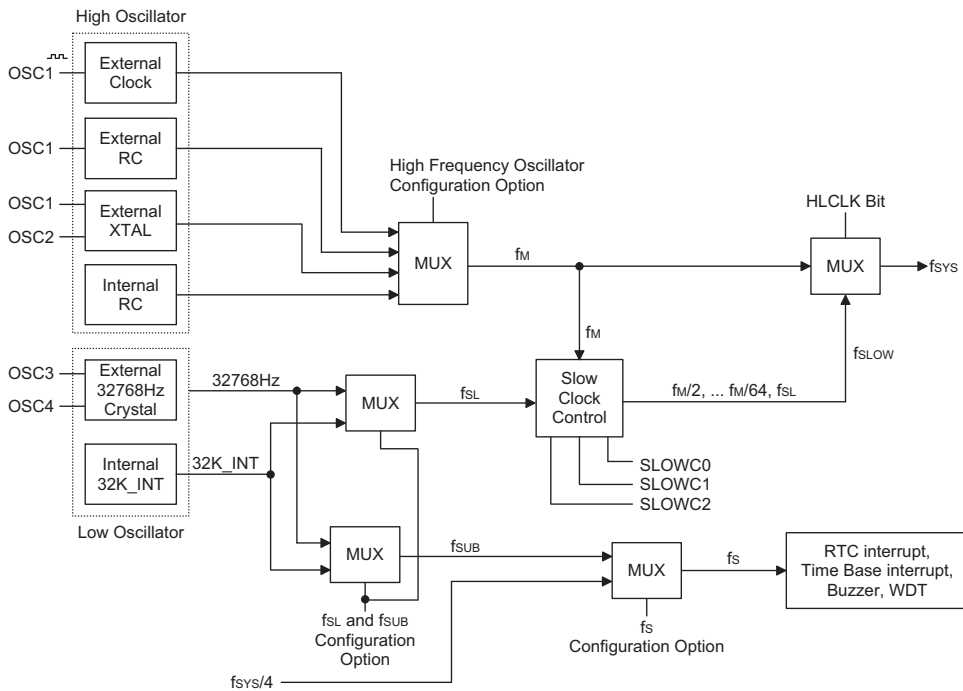 High Oscillator
OSC1
External
Clock
OSC1
External
RC
OSC1
OSC2
External
XTAL
Internal
RC
High Frequency Oscillator
Configuration Option
MUX
fM
HLCLK Bit
MUX
fSYS
fM
fSLOW
OSC3
OSC4
External
32768Hz
Crystal
32768Hz
MUX
fSL
Slow
Clock
Control
fM/2, ... fM/64, fSL
Internal
32K_INT
32K_INT
SLOWC0
SLOWC1
SLOWC2
Low Oscillator
MUX
fSUB
MUX
fS
RTC interrupt,
Time Base interrupt,
Buzzer, WDT
fSL and fSUB
Configuration
Option
fS
Configuration Option
fSYS/4